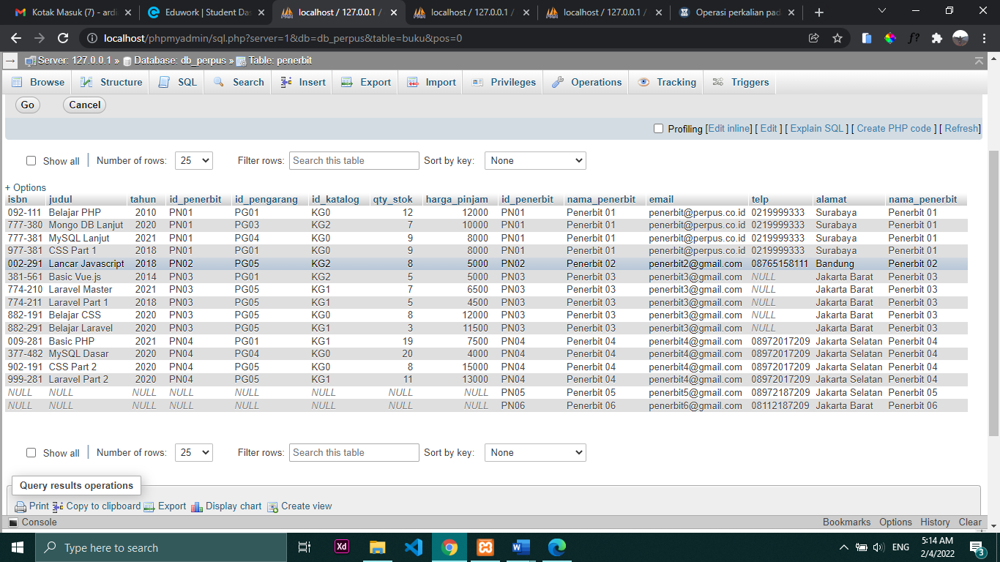 Kotak Masuk (7) - ardi
Eduwork | Student Das
localhost / 127.0.0.1 /
localhost / 127.0.0.1 /
localhost / 127.0.0.1 /
Operasi perkalian pad
localhost/phpmyadmin/sql.php?server=1&db=db_perpus&table=buku&pos=0
Server: 127.0.0.1 » Database: db_perpus » Table: penerbit
Browse Structure SQL Search Insert Export Import Privileges Operations Tracking Triggers
Go Cancel
Profiling [Edit inline] [ Edit ] [ Explain SQL ] [ Create PHP code ] [ Refresh]
Show all Number of rows: 25 Filter rows: Search this table Sort by key: None
+ Options
isbn judul tahun id_penerbit id_pengarang id_katalog qty_stok harga_pinjam id_penerbit nama_penerbit email telp alamat nama_penerbit
092-111 Belajar PHP 2010 PN01 PG01 KG0 12 12000 PN01 Penerbit 01 penerbit@perpus.co.id 0219999333 Surabaya Penerbit 01
777-380 Mongo DB Lanjut 2020 PN01 PG03 KG2 7 10000 PN01 Penerbit 01 penerbit@perpus.co.id 0219999333 Surabaya Penerbit 01
777-381 MySQL Lanjut 2021 PN01 PG04 KG0 9 8000 PN01 Penerbit 01 penerbit@perpus.co.id 0219999333 Surabaya Penerbit 01
977-381 CSS Part 1 2018 PN01 PG01 KG0 9 8000 PN01 Penerbit 01 penerbit@perpus.co.id 0219999333 Surabaya Penerbit 01
002-291 Lancar Javascript 2018 PN02 PG05 KG2 8 5000 PN02 Penerbit 02 penerbit2@gmail.com 08765158111 Bandung Penerbit 02
381-561 Basic Vue.js 2014 PN03 PG01 KG2 5 5000 PN03 Penerbit 03 penerbit3@gmail.com NULL Jakarta Barat Penerbit 03
774-210 Laravel Master 2021 PN03 PG05 KG1 7 6500 PN03 Penerbit 03 penerbit3@gmail.com NULL Jakarta Barat Penerbit 03
774-211 Laravel Part 1 2018 PN03 PG05 KG1 5 4500 PN03 Penerbit 03 penerbit3@gmail.com NULL Jakarta Barat Penerbit 03
882-191 Belajar CSS 2020 PN03 PG05 KG0 8 12000 PN03 Penerbit 03 penerbit3@gmail.com NULL Jakarta Barat Penerbit 03
882-291 Belajar Laravel 2020 PN03 PG05 KG1 3 11500 PN03 Penerbit 03 penerbit3@gmail.com NULL Jakarta Barat Penerbit 03
009-281 Basic PHP 2021 PN04 PG01 KG1 19 7500 PN04 Penerbit 04 penerbit4@gmail.com 08972017209 Jakarta Selatan Penerbit 04
377-482 MySQL Dasar 2020 PN04 PG04 KG0 20 4000 PN04 Penerbit 04 penerbit4@gmail.com 08972017209 Jakarta Selatan Penerbit 04
902-191 CSS Part 2 2020 PN04 PG05 KG0 8 15000 PN04 Penerbit 04 penerbit4@gmail.com 08972017209 Jakarta Selatan Penerbit 04
999-281 Laravel Part 2 2020 PN04 PG05 KG1 11 13000 PN04 Penerbit 04 penerbit4@gmail.com 08972017209 Jakarta Selatan Penerbit 04
NULL NULL NULL NULL NULL NULL NULL NULL PN05 Penerbit 05 penerbit5@gmail.com 08972187209 Jakarta Selatan Penerbit 05
NULL NULL NULL NULL NULL NULL NULL NULL PN06 Penerbit 06 penerbit6@gmail.com 08112187209 Jakarta Barat Penerbit 06
Show all Number of rows: 25 Filter rows: Search this table Sort by key: None
Query results operations
Print Copy to clipboard Export Display chart Create view
Console Bookmarks Options History Clear
Type here to search
Xd
ENG
5:14 AM
2/4/2022
3